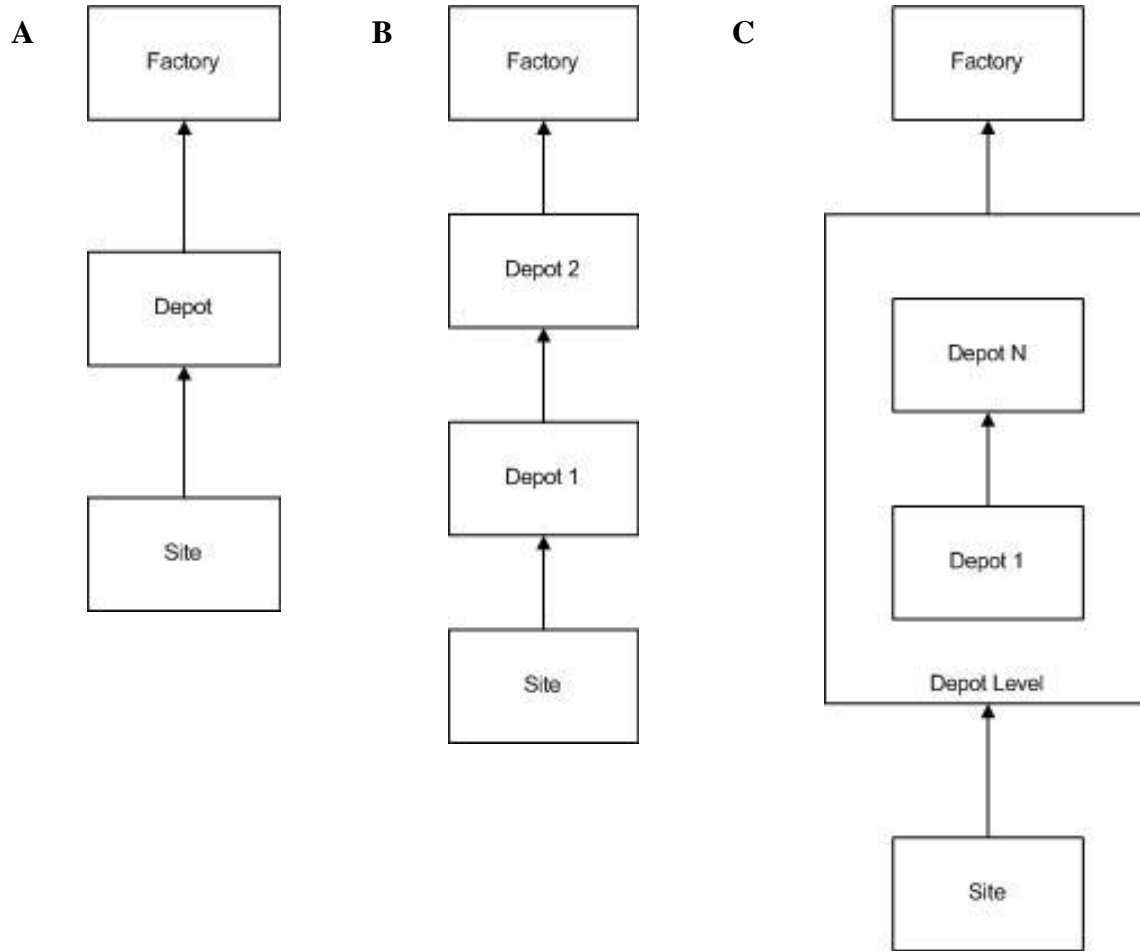 A
Factory
Depot
Site
B
Factory
Depot 2
Depot 1
Site
C
Factory
Depot N
Depot 1
Depot Level
Site